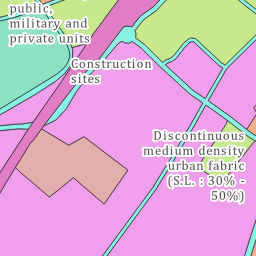 public,
military and
private units
Construction
sites
Discontinuous
medium density
urban fabric
(S.L. : 30% -
50%)